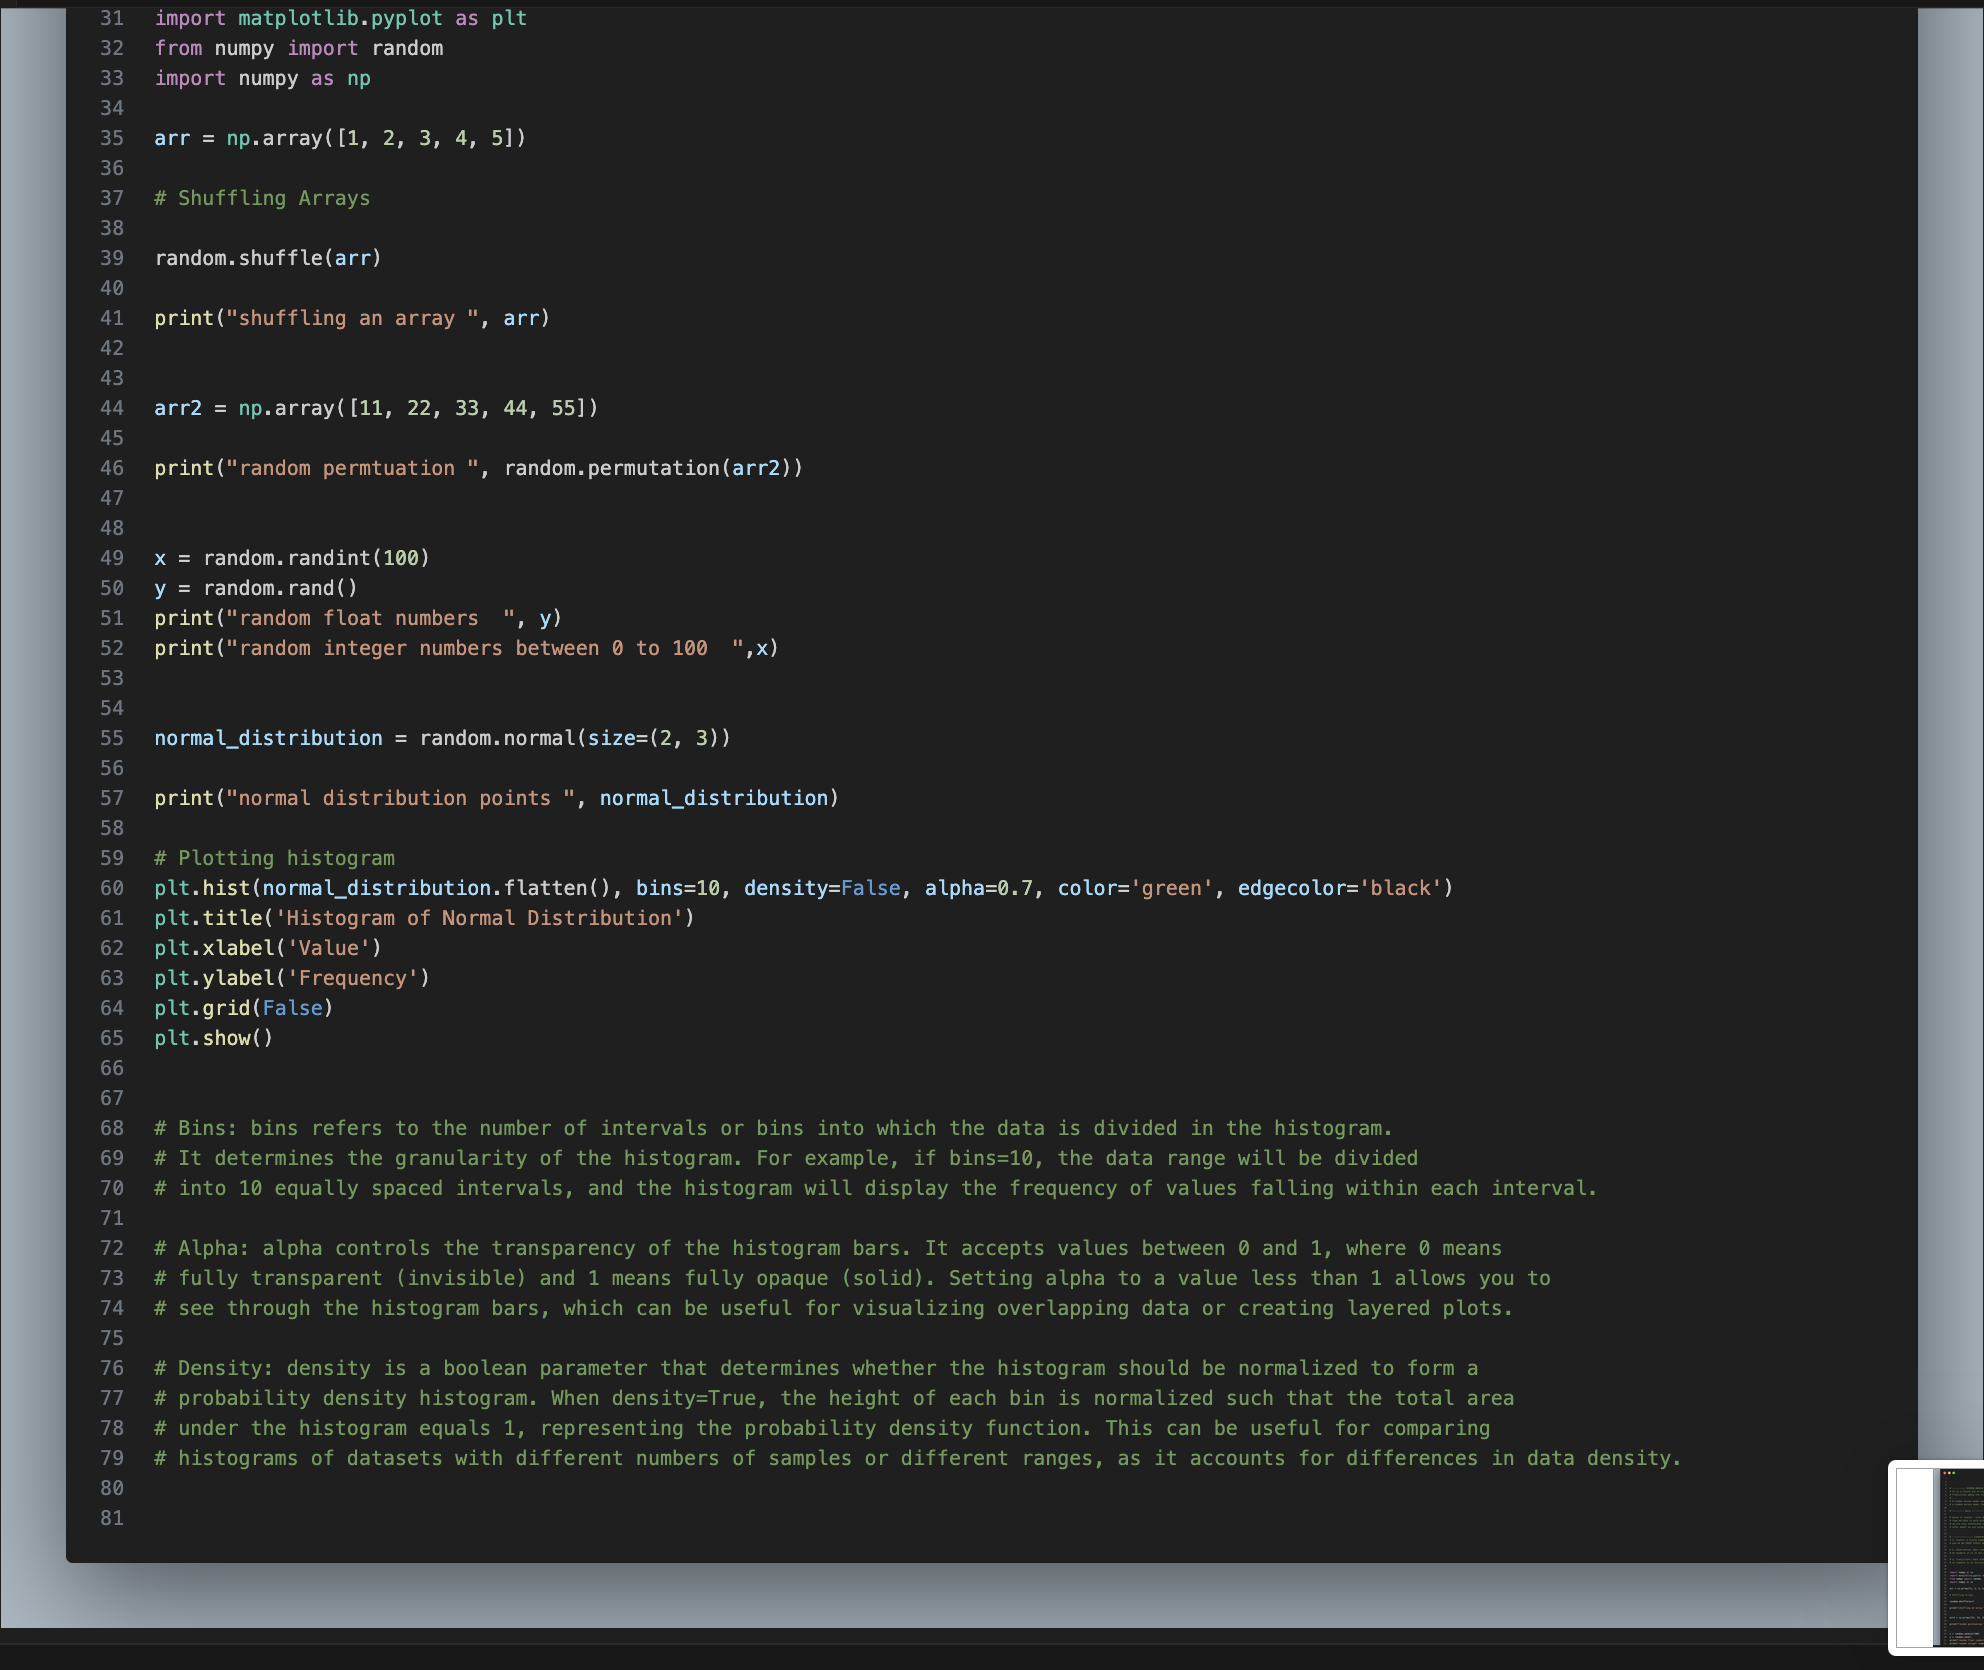 31 import matplotlib.pyplot as plt
32 from numpy import random
33 import numpy as np
34
35 arr = np.array([1, 2, 3, 4, 5])
36
37 # Shuffling Arrays
38
39 random.shuffle(arr)
40
41 print("shuffling an array ", arr)
42
43
44 arr2 = np.array([11, 22, 33, 44, 55])
45
46 print("random permtuation ", random.permutation(arr2))
47
48
49 x = random.randint(100)
50 y = random.rand()
51 print("random float numbers  ", y)
52 print("random integer numbers between 0 to 100  ",x)
53
54
55 normal_distribution = random.normal(size=(2, 3))
56
57 print("normal distribution points ", normal_distribution)
58
59 # Plotting histogram
60 plt.hist(normal_distribution.flatten(), bins=10, density=False, alpha=0.7, color='green', edgecolor='black')
61 plt.title('Histogram of Normal Distribution')
62 plt.xlabel('Value')
63 plt.ylabel('Frequency')
64 plt.grid(False)
65 plt.show()
66
67
68 # Bins: bins refers to the number of intervals or bins into which the data is divided in the histogram.
69 # It determines the granularity of the histogram. For example, if bins=10, the data range will be divided
70 # into 10 equally spaced intervals, and the histogram will display the frequency of values falling within each interval.
71
72 # Alpha: alpha controls the transparency of the histogram bars. It accepts values between 0 and 1, where 0 means
73 # fully transparent (invisible) and 1 means fully opaque (solid). Setting alpha to a value less than 1 allows you to
74 # see through the histogram bars, which can be useful for visualizing overlapping data or creating layered plots.
75
76 # Density: density is a boolean parameter that determines whether the histogram should be normalized to form a
77 # probability density histogram. When density=True, the height of each bin is normalized such that the total area
78 # under the histogram equals 1, representing the probability density function. This can be useful for comparing
79 # histograms of datasets with different numbers of samples or different ranges, as it accounts for differences in data density.
80
81